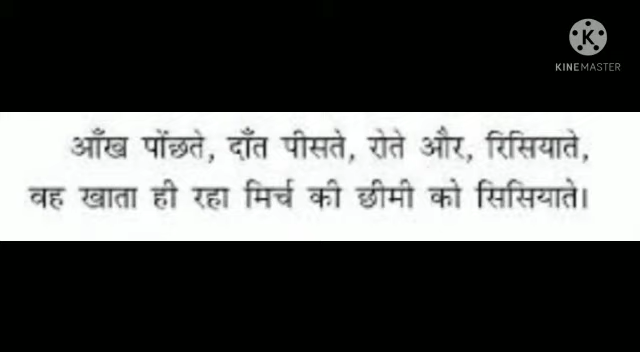 KINEMASTER
आँख पोंछते, दाँत पीसते, रोते और, रिसियाते,
वह खाता ही रहा मिर्च की छीमी को सिसियाते।